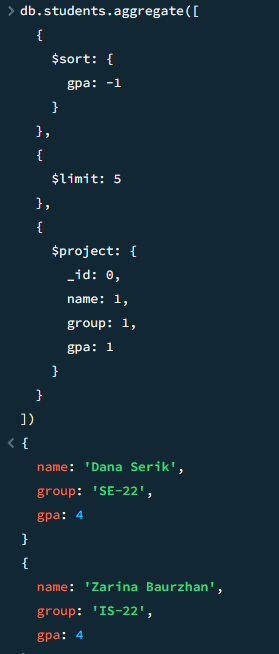 > db.students.aggregate([
{
$sort: {
gpa: -1
}
},
{
$limit: 5
},
{
$project: {
_id: 0,
name: 1,
group: 1,
gpa: 1
}
}
])
< {
name: 'Dana Serik',
group: 'SE-22',
gpa: 4
}
{
name: 'Zarina Baurzhan',
group: 'IS-22',
gpa: 4